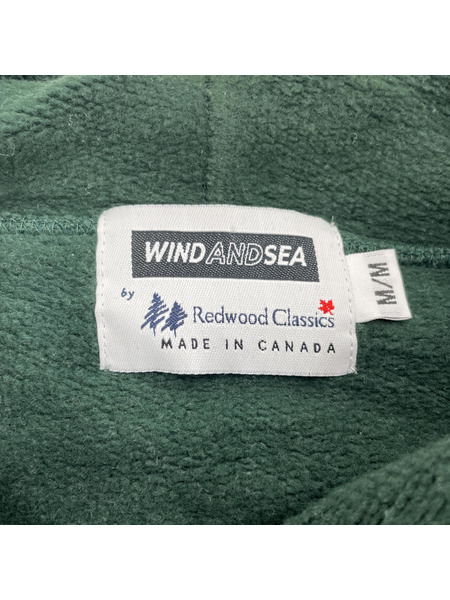 WINDANDSEA
by
Redwood Classics
MADE IN CANADA
M/M